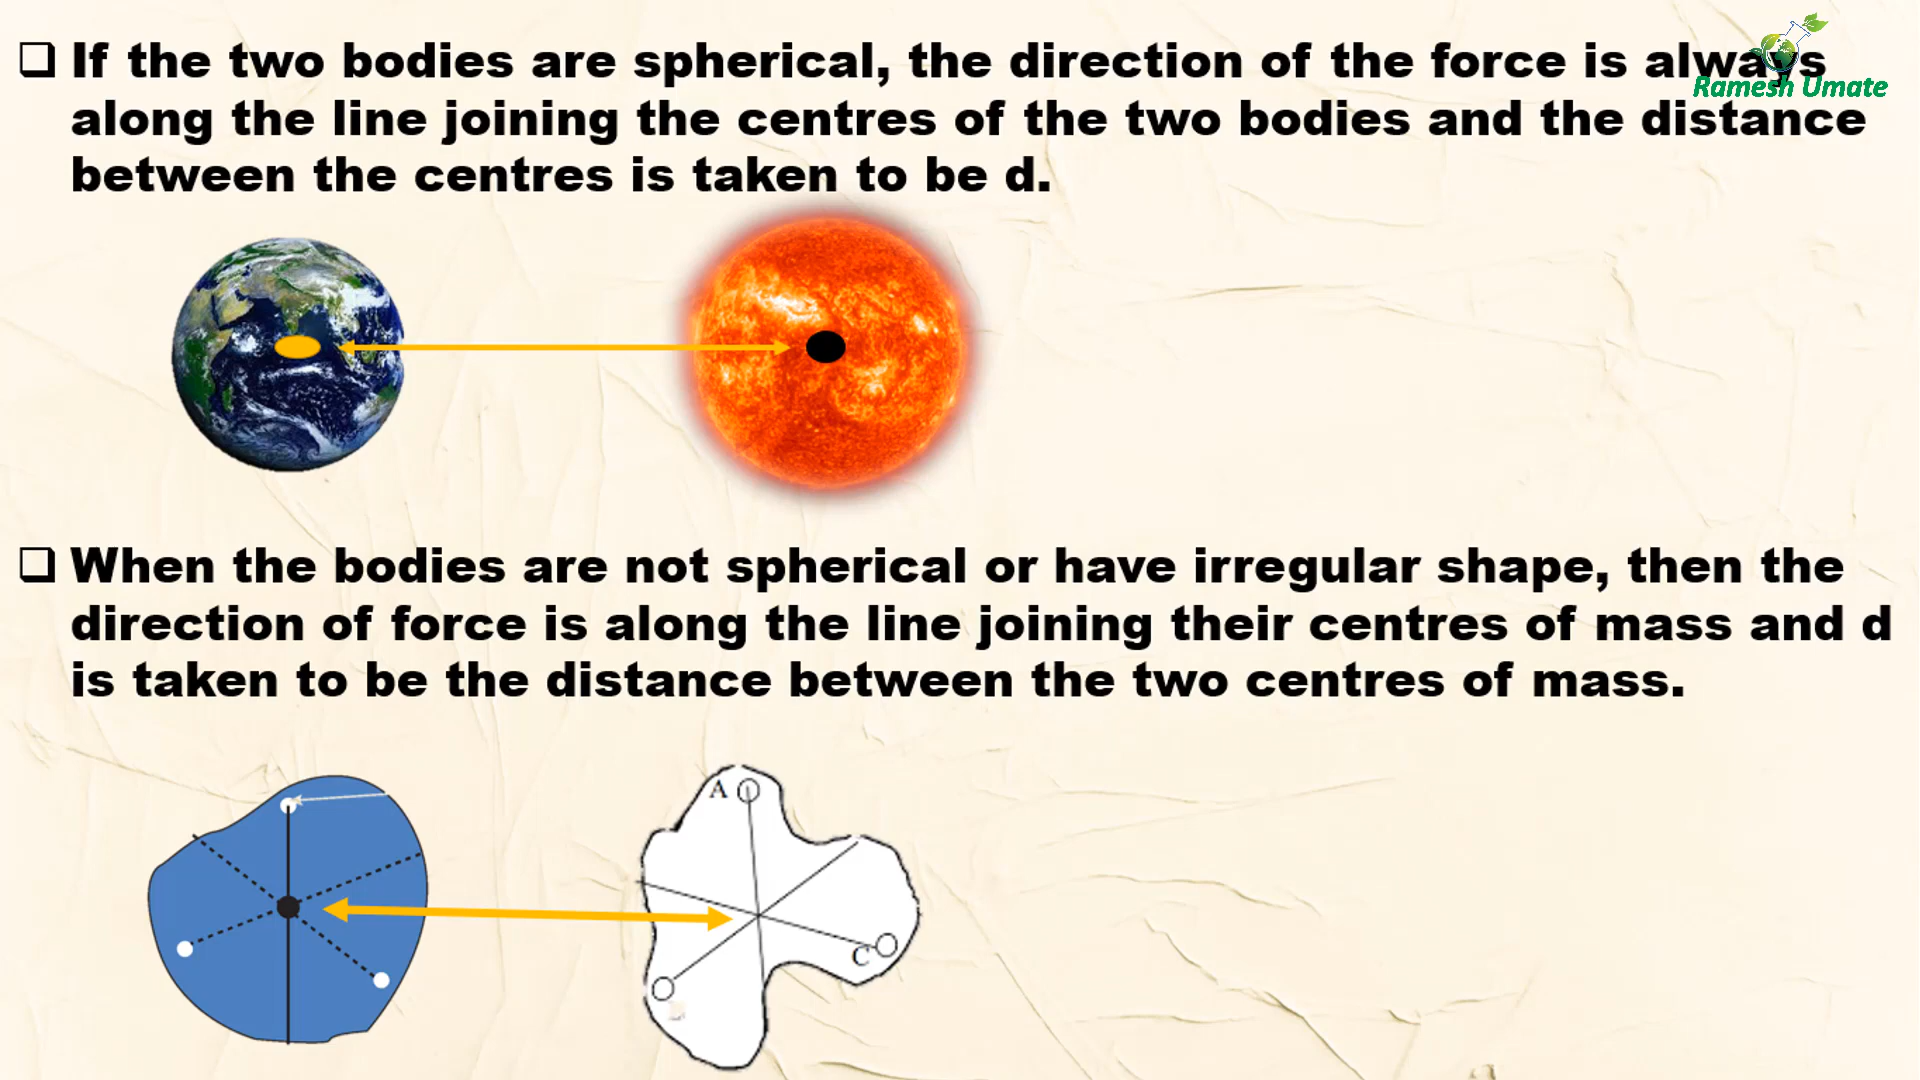 ❑ If the two bodies are spherical, the direction of the force is always
Ramesh Umate
along the line joining the centres of the two bodies and the distance
between the centres is taken to be d.
❑ When the bodies are not spherical or have irregular shape, then the
direction of force is along the line joining their centres of mass and d
is taken to be the distance between the two centres of mass.
A
C